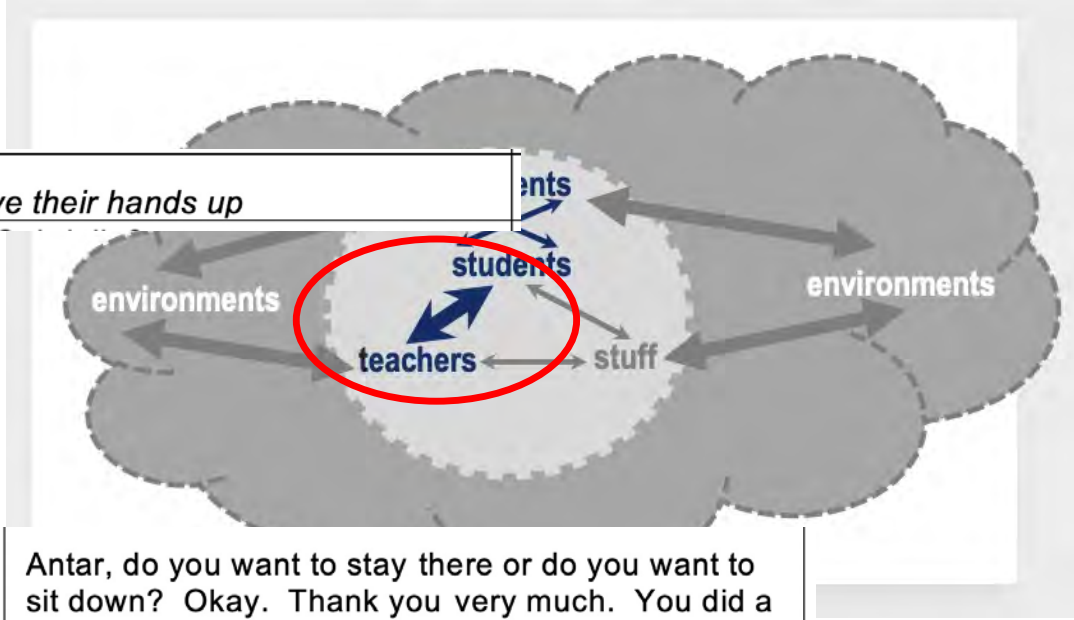 ve their hands up
ents
students
environments
environments
teachers
stuff
Antar, do you want to stay there or do you want to
sit down? Okay. Thank you very much. You did a